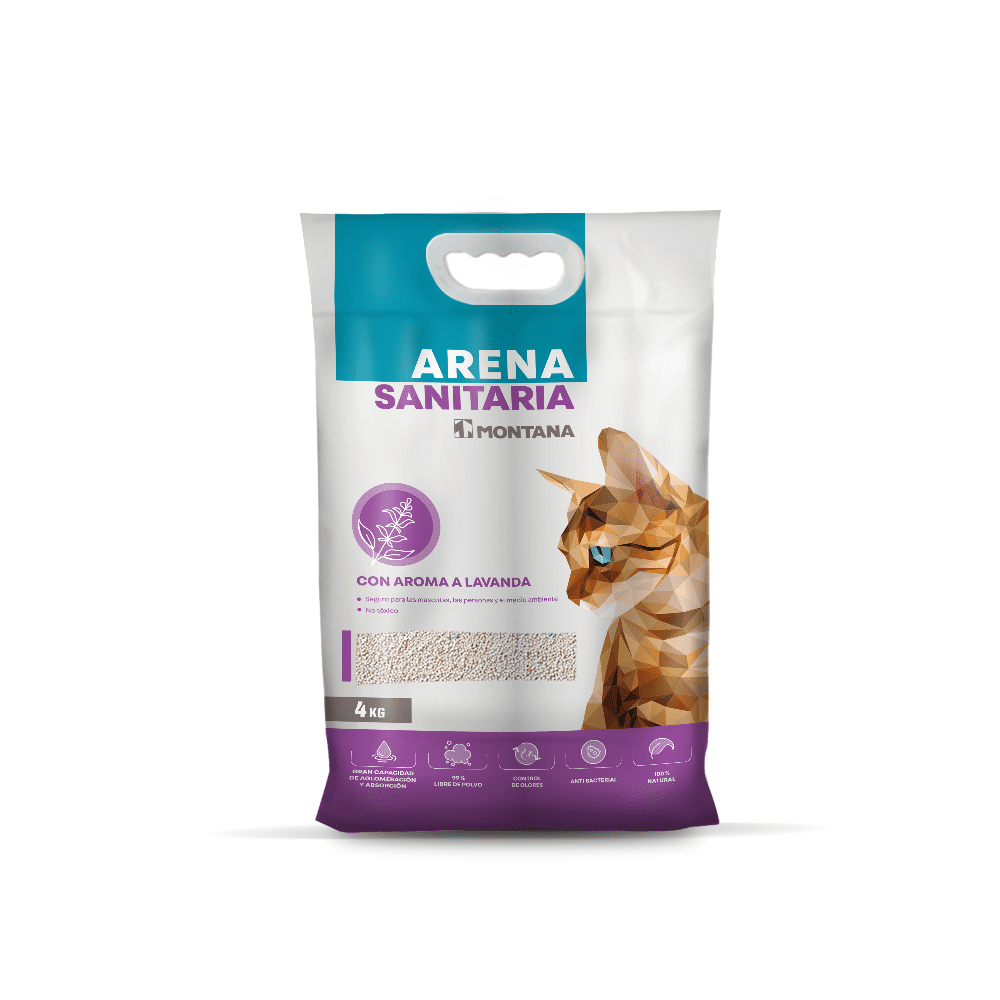 ARENA
SANITARIA
MONTANA
CON AROMA A LAVANDA
• Seguro para las mascotas, las personas y el medio ambiente
• No tóxico
4 KG
GRAN CAPACIDAD
DE AGLOMERACIÓN
Y ABSORCIÓN
99%
LIBRE DE POLVO
CONTROL
DE OLORES
ANTI BACTERIAL
100%
NATURAL